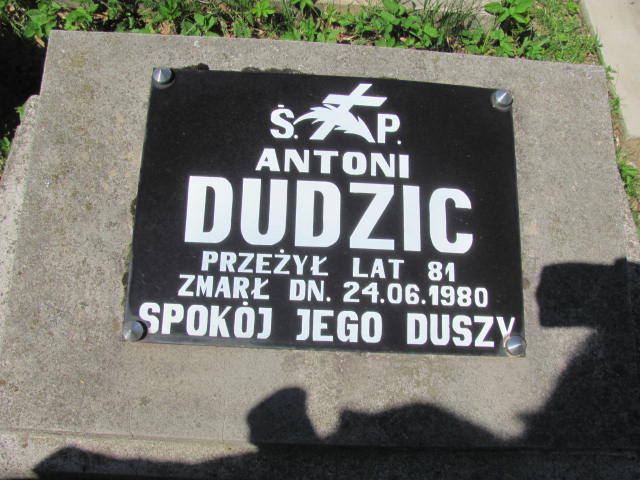 Ś. P.
ANTONI
DUDZIC
PRZEŻYŁ LAT 81
ZMARŁ DN. 24.06.1980
SPOKÓJ JEGO DUSZY